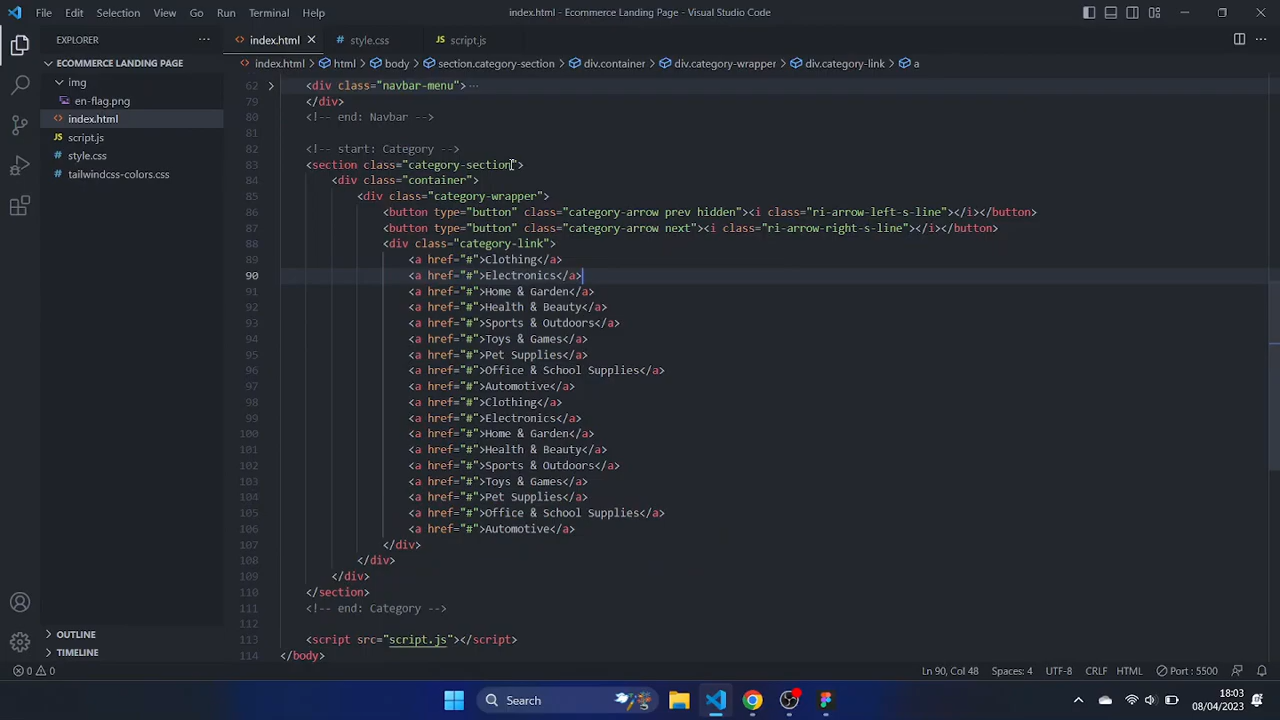 File Edit Selection View Go Run Terminal Help
index.html - Ecommerce Landing Page - Visual Studio Code
EXPLORER
index.html
style.css
script.js
ECOMMERCE LANDING PAGE
img
en-flag.png
index.html
script.js
style.css
tailwindcss-colors.css
OUTLINE
TIMELINE
index.html > html > body > section.category-section > div.container > div.category-wrapper > div.category-link > a
62 <div class="navbar-menu"> ...
79 </div>
80 <!-- end: Navbar -->
81
82 <!-- start: Category -->
83 <section class="category-section">
84 <div class="container">
85 <div class="category-wrapper">
86 <button type="button" class="category-arrow prev hidden"><i class="ri-arrow-left-s-line"></i></button>
87 <button type="button" class="category-arrow next"><i class="ri-arrow-right-s-line"></i></button>
88 <div class="category-link">
89 <a href="#">Clothing</a>
90 <a href="#">Electronics</a>
91 <a href="#">Home & Garden</a>
92 <a href="#">Health & Beauty</a>
93 <a href="#">Sports & Outdoors</a>
94 <a href="#">Toys & Games</a>
95 <a href="#">Pet Supplies</a>
96 <a href="#">Office & School Supplies</a>
97 <a href="#">Automotive</a>
98 <a href="#">Clothing</a>
99 <a href="#">Electronics</a>
100 <a href="#">Home & Garden</a>
101 <a href="#">Health & Beauty</a>
102 <a href="#">Sports & Outdoors</a>
103 <a href="#">Toys & Games</a>
104 <a href="#">Pet Supplies</a>
105 <a href="#">Office & School Supplies</a>
106 <a href="#">Automotive</a>
107 </div>
108 </div>
109 </div>
110 </section>
111 <!-- end: Category -->
112
113 <script src="script.js"></script>
114 </body>
0 0
Ln 90, Col 48 Spaces: 4 UTF-8 CRLF HTML Port : 5500
Search
18:03
08/04/2023